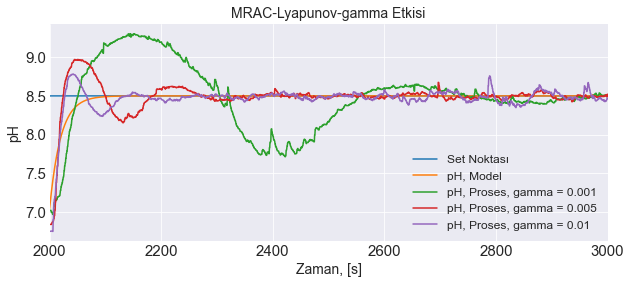 MRAC-Lyapunov-gamma Etkisi
pH
9.0
8.5
8.0
7.5
7.0
Set Noktası
pH, Model
pH, Proses, gamma = 0.001
pH, Proses, gamma = 0.005
pH, Proses, gamma = 0.01
2000 2200 2400 2600 2800 3000
Zaman, [s]